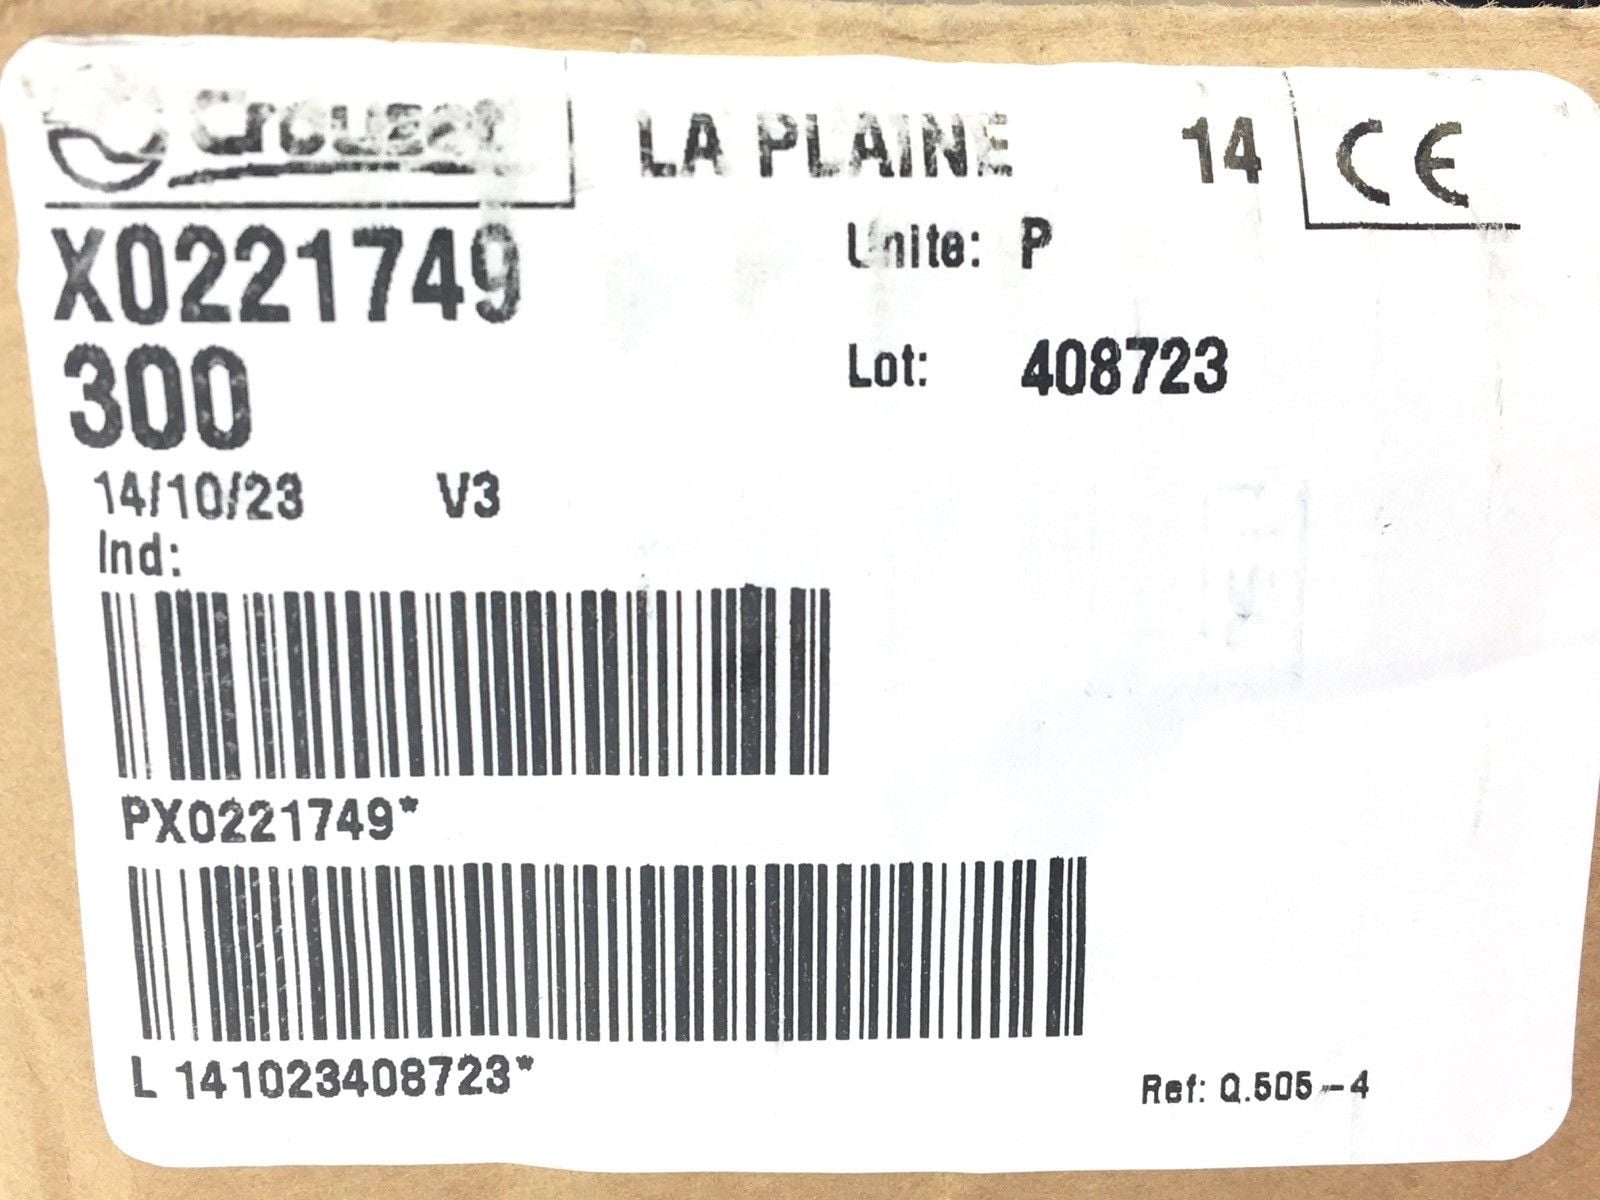 crouzet LA PLAINE 14 CE
X0221749 Unite: P
300 Lot: 408723
14/10/23 V3
Ind:
PX0221749*
L 141023408723*
Ref: Q.505-4